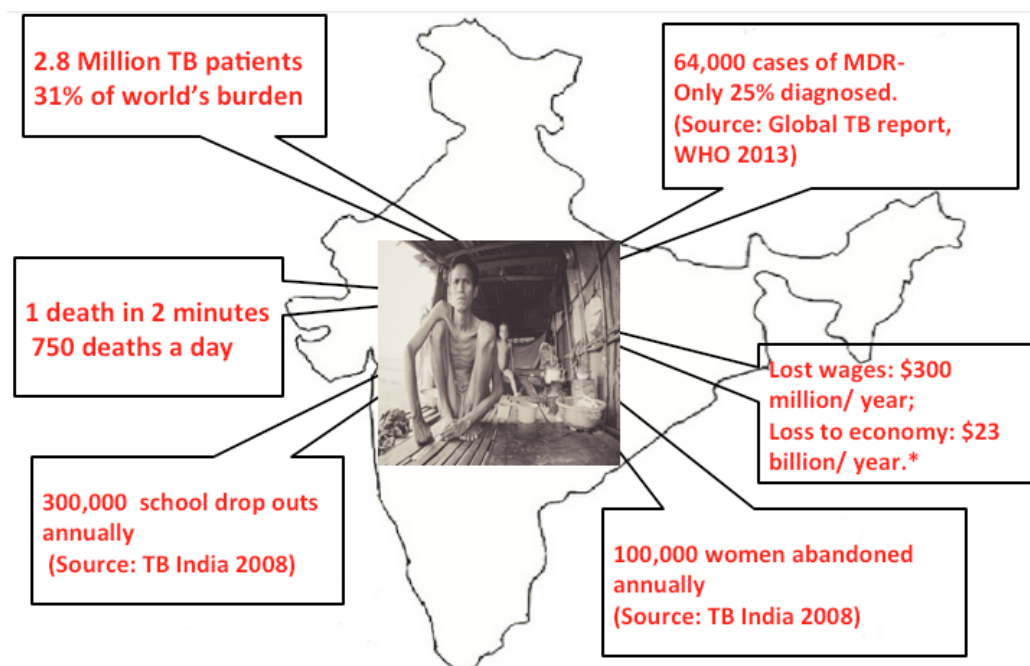 2.8 Million TB patients
31% of world's burden
64,000 cases of MDR-
Only 25% diagnosed.
(Source: Global TB report,
WHO 2013)
1 death in 2 minutes
750 deaths a day
Lost wages: $300
million/ year;
Loss to economy: $23
billion/ year.*
300,000 school drop outs
annually
(Source: TB India 2008)
100,000 women abandoned
annually
(Source: TB India 2008)